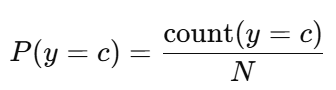 P(y = c) = count(y = c) / N